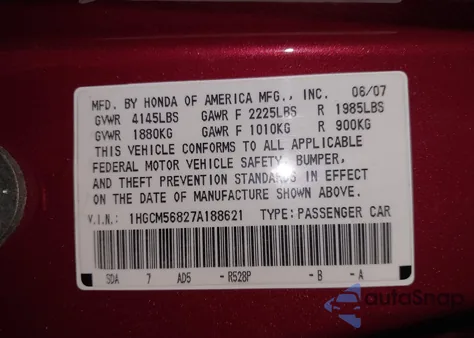 MFD. BY HONDA OF AMERICA MFG., INC. 06/07
GVWR 4145LBS GAWR F 2225LBS R 1985LBS
GVWR 1880KG GAWR F 1010KG R 900KG
THIS VEHICLE CONFORMS TO ALL APPLICABLE
FEDERAL MOTOR VEHICLE SAFETY, BUMPER,
AND THEFT PREVENTION STANDARDS IN EFFECT
ON THE DATE OF MANUFACTURE SHOWN ABOVE.
V.I.N.: 1HGCM56827A188621 TYPE: PASSENGER CAR
SDA 7 AD5 - R528P - B - A
autoSnap